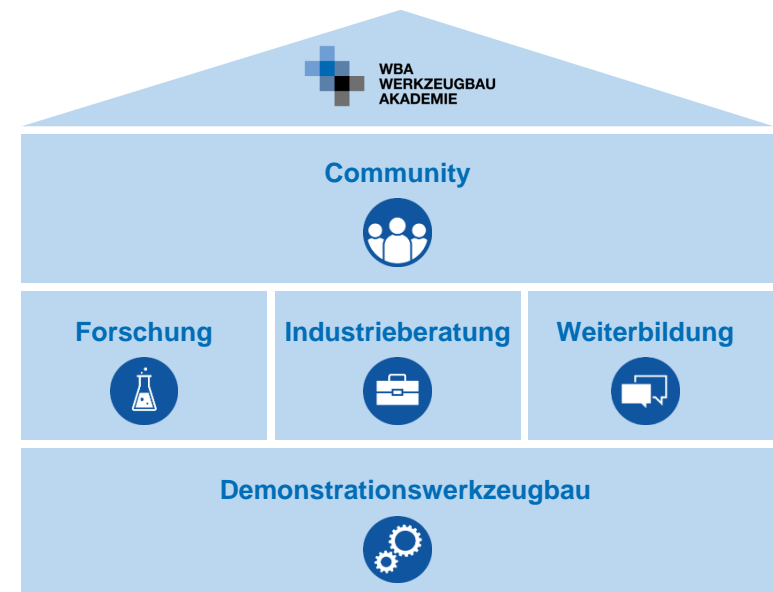 WBA
WERKZEUGBAU
AKADEMIE
Community
Forschung
Industrieberatung
Weiterbildung
Demonstrationswerkzeugbau